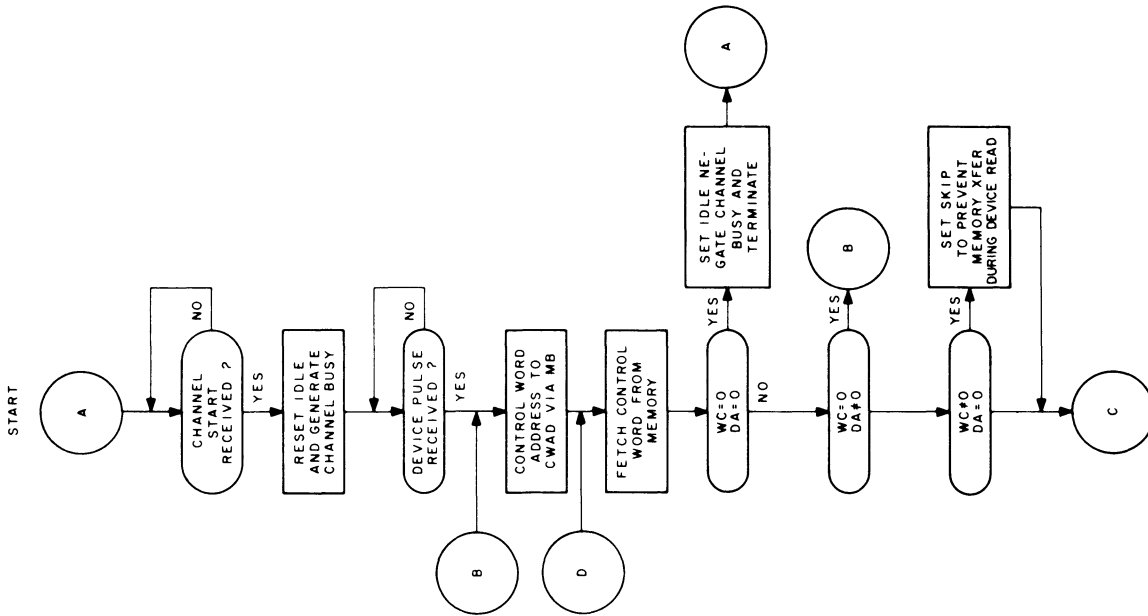 START
A
CHANNEL
START
RECEIVED ?
NO
YES
RESET IDLE
AND GENERATE
CHANNEL BUSY
DEVICE PULSE
RECEIVED ?
NO
YES
B
CONTROL WORD
ADDRESS TO
CWAD VIA MB
D
FETCH CONTROL
WORD FROM
MEMORY
WC=0
DA=0
YES
SET IDLE NE-
GATE CHANNEL
BUSY AND
TERMINATE
A
NO
WC=0
DA≠0
YES
B
WC≠0
DA=0
YES
SET SKIP
TO PREVENT
MEMORY XFER
DURING DEVICE READ
C